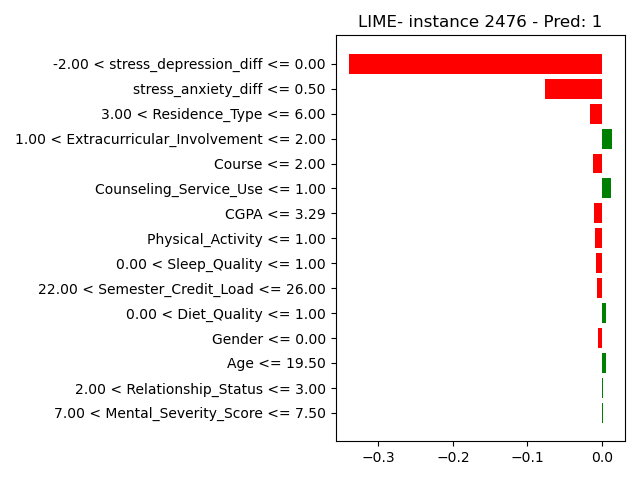 LIME- instance 2476 - Pred: 1
-2.00 < stress_depression_diff <= 0.00
stress_anxiety_diff <= 0.50
3.00 < Residence_Type <= 6.00
1.00 < Extracurricular_Involvement <= 2.00
Course <= 2.00
Counseling_Service_Use <= 1.00
CGPA <= 3.29
Physical_Activity <= 1.00
0.00 < Sleep_Quality <= 1.00
22.00 < Semester_Credit_Load <= 26.00
0.00 < Diet_Quality <= 1.00
Gender <= 0.00
Age <= 19.50
2.00 < Relationship_Status <= 3.00
7.00 < Mental_Severity_Score <= 7.50
−0.3 −0.2 −0.1 0.0